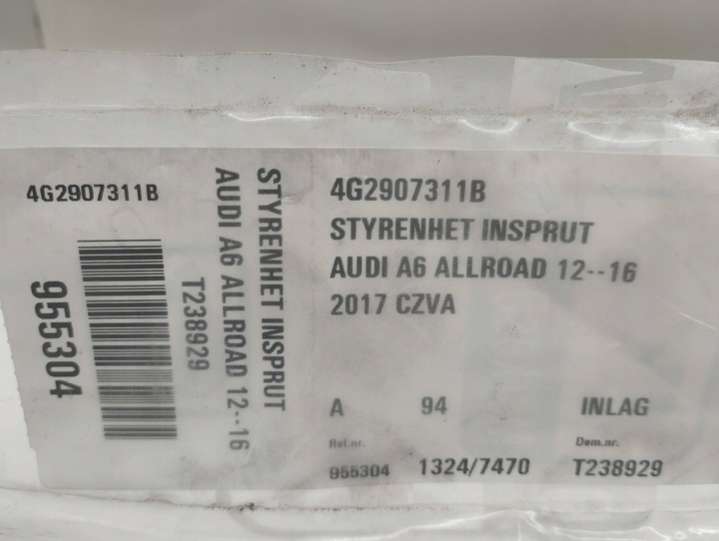 4G2907311B
955304
T238929
AUDI A6 ALLROAD 12--16
STYRENHET INSPRUT
4G2907311B
STYRENHET INSPRUT
AUDI A6 ALLROAD 12--16
2017 CZVA
A 94 INLAG
Ref.nr. Dem.nr.
955304 1324/7470 T238929